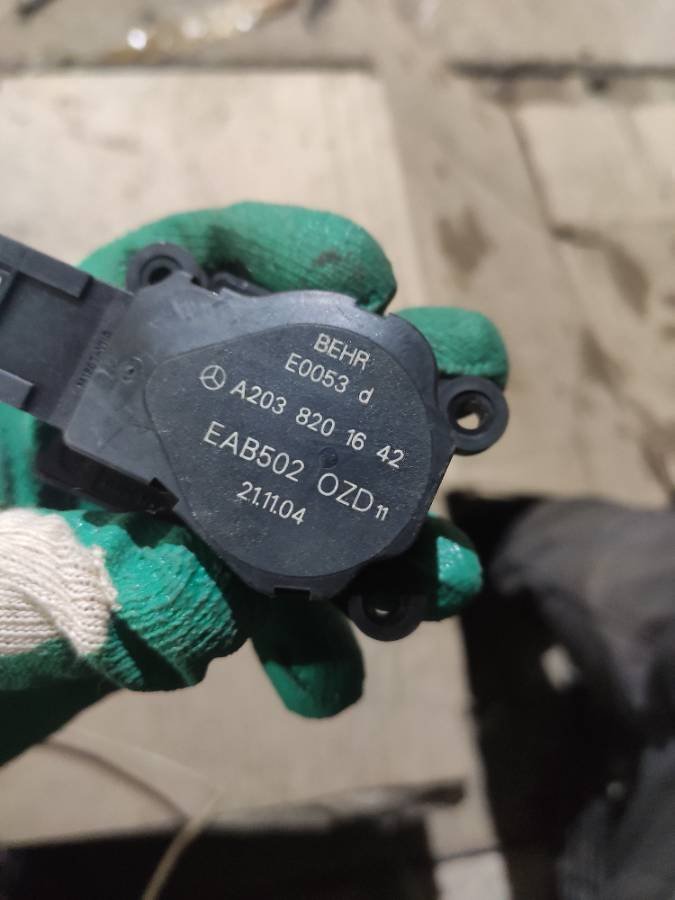 BEHR
E0053 d
A203 820 16 42
EAB502 OZD11
21.11.04